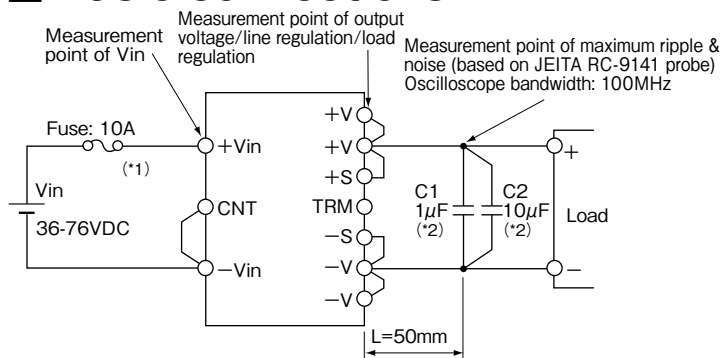 Measurement point of output
voltage/line regulation/load
regulation
Measurement
point of Vin
Measurement point of maximum ripple &
noise (based on JEITA RC-9141 probe)
Oscilloscope bandwidth: 100MHz
Fuse: 10A
(*1)
Vin
36-76VDC
+Vin
CNT
−Vin
+V
+V
+S
TRM
−S
−V
−V
C1
1μF
(*2)
C2
10μF
(*2)
+
Load
−
L=50mm